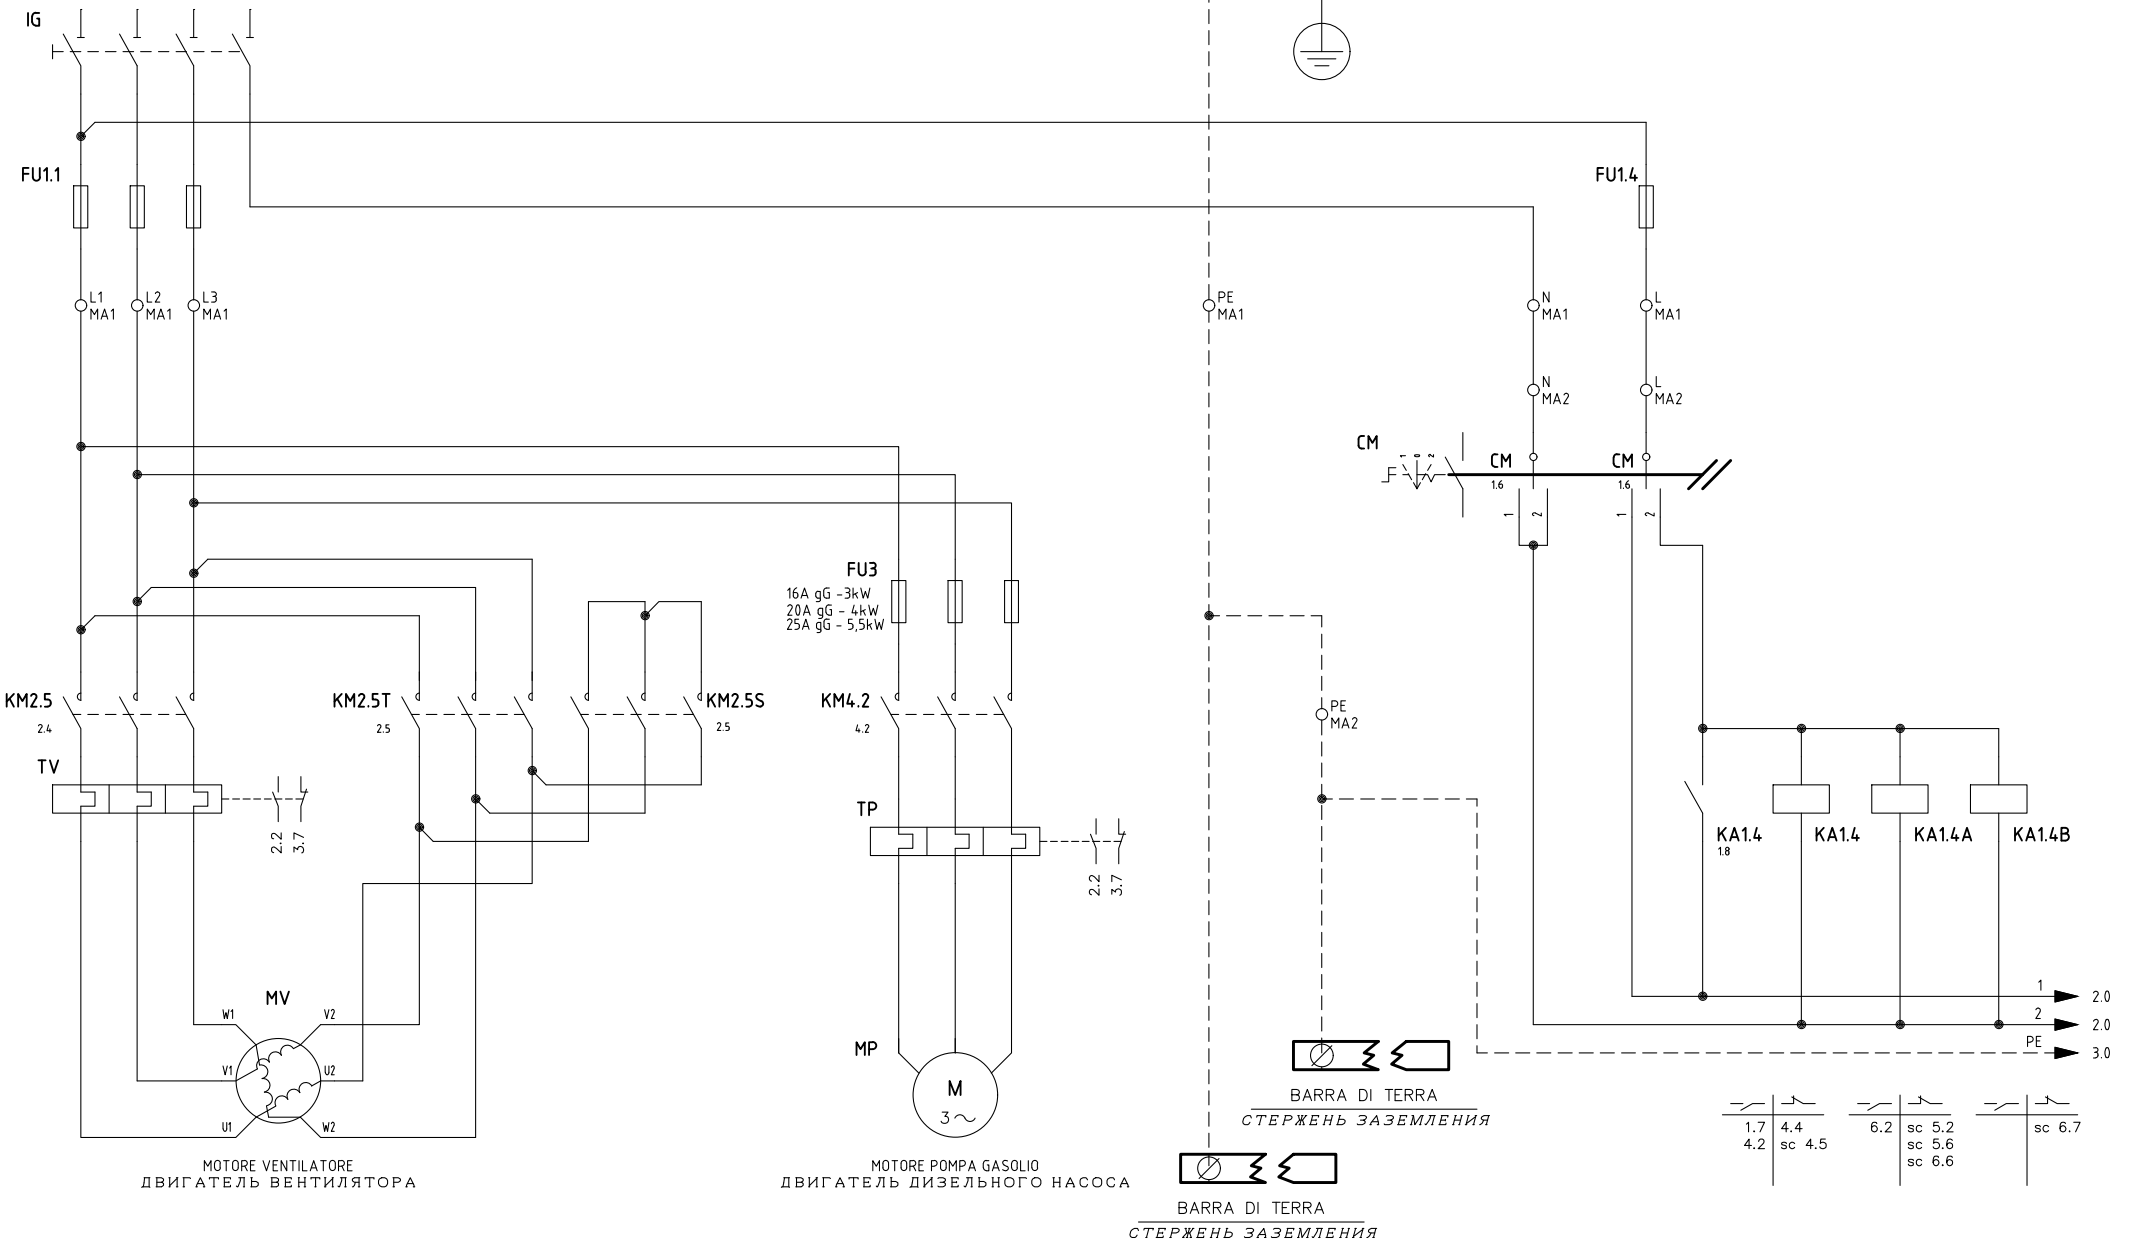 IG
FU1.1
FU1.4
L1
MA1
L2
MA1
L3
MA1
PE
MA1
N
MA1
L
MA1
N
MA2
L
MA2
CM
1
0
2
CM
1.6
CM
1.6
1
2
1
2
FU3
16A gG -3kW
20A gG - 4kW
25A gG - 5,5kW
KM2.5
2.4
KM2.5T
2.5
KM2.5S
2.5
KM4.2
4.2
PE
MA2
TV
2.2
3.7
TP
2.2
3.7
KA1.4
1.8
KA1.4
KA1.4A
KA1.4B
MV
W1
V2
V1
U2
U1
W2
MP
M
3~
1
2.0
2
2.0
PE
3.0
BARRA DI TERRA
СТЕРЖЕНЬ ЗАЗЕМЛЕНИЯ
1.7
4.4
4.2
sc 4.5
6.2
sc 5.2
sc 5.6
sc 6.6
sc 6.7
MOTORE VENTILATORE
ДВИГАТЕЛЬ ВЕНТИЛЯТОРА
MOTORE POMPA GASOLIO
ДВИГАТЕЛЬ ДИЗЕЛЬНОГО НАСОСА
BARRA DI TERRA
СТЕРЖЕНЬ ЗАЗЕМЛЕНИЯ